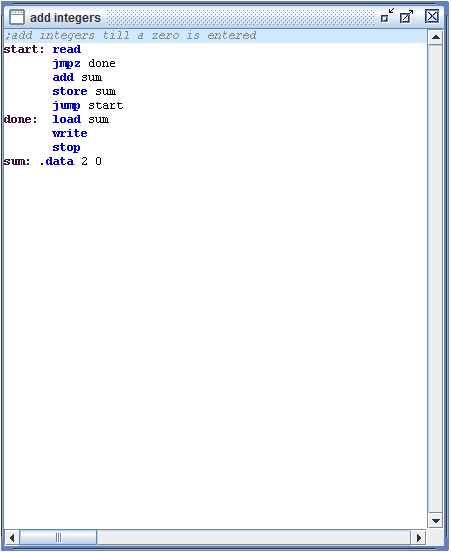 add integers
;add integers till a zero is entered
start: read
       jmpz done
       add sum
       store sum
       jump start
done:  load sum
       write
       stop
sum: .data 2 0